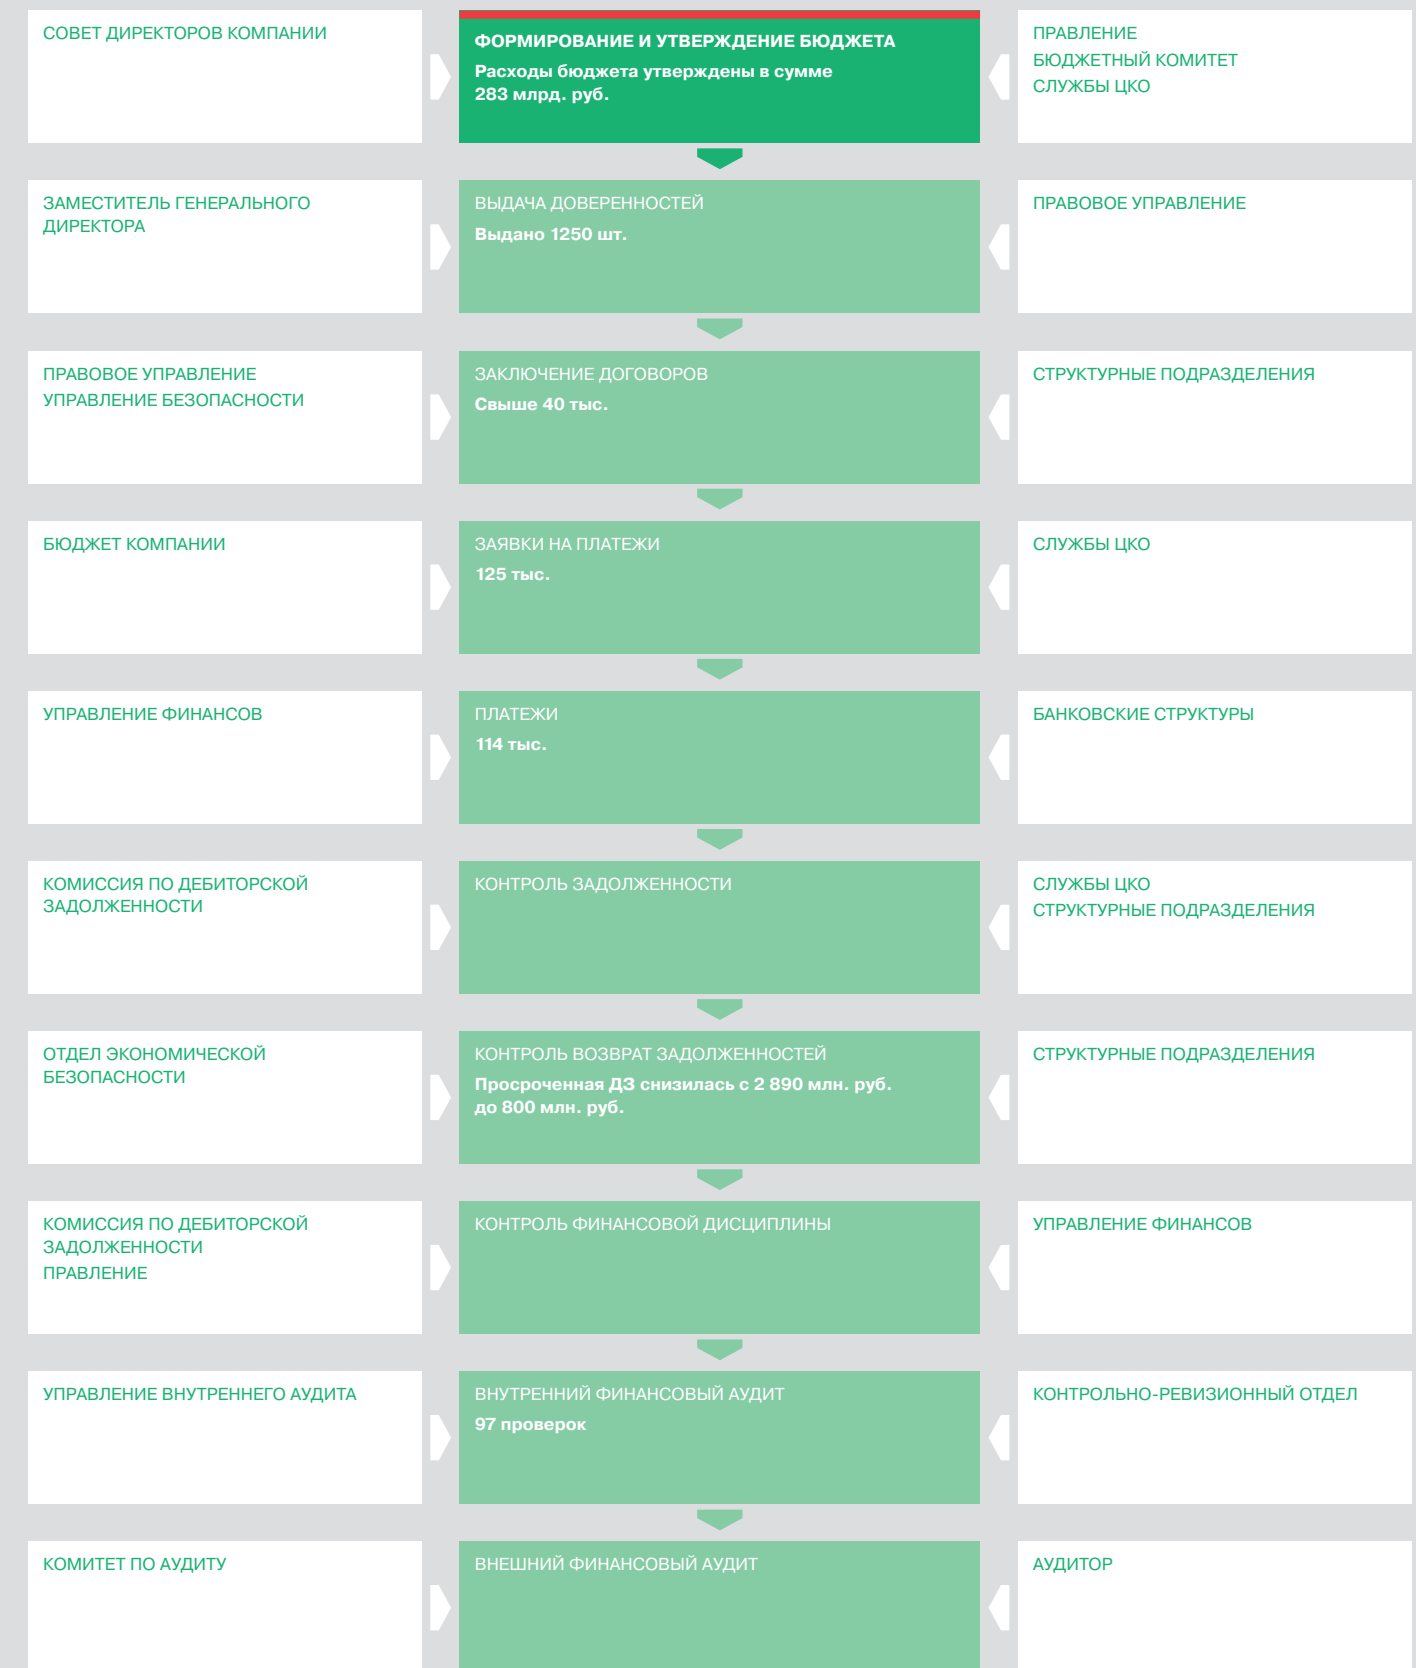 СОВЕТ ДИРЕКТОРОВ КОМПАНИИ
ФОРМИРОВАНИЕ И УТВЕРЖДЕНИЕ БЮДЖЕТА
Расходы бюджета утверждены в сумме
283 млрд. руб.
ПРАВЛЕНИЕ
БЮДЖЕТНЫЙ КОМИТЕТ
СЛУЖБЫ ЦКО
ЗАМЕСТИТЕЛЬ ГЕНЕРАЛЬНОГО
ДИРЕКТОРА
ВЫДАЧА ДОВЕРЕННОСТЕЙ
Выдано 1250 шт.
ПРАВОВОЕ УПРАВЛЕНИЕ
ПРАВОВОЕ УПРАВЛЕНИЕ
УПРАВЛЕНИЕ БЕЗОПАСНОСТИ
ЗАКЛЮЧЕНИЕ ДОГОВОРОВ
Свыше 40 тыс.
СТРУКТУРНЫЕ ПОДРАЗДЕЛЕНИЯ
БЮДЖЕТ КОМПАНИИ
ЗАЯВКИ НА ПЛАТЕЖИ
125 тыс.
СЛУЖБЫ ЦКО
УПРАВЛЕНИЕ ФИНАНСОВ
ПЛАТЕЖИ
114 тыс.
БАНКОВСКИЕ СТРУКТУРЫ
КОМИССИЯ ПО ДЕБИТОРСКОЙ
ЗАДОЛЖЕННОСТИ
КОНТРОЛЬ ЗАДОЛЖЕННОСТИ
СЛУЖБЫ ЦКО
СТРУКТУРНЫЕ ПОДРАЗДЕЛЕНИЯ
ОТДЕЛ ЭКОНОМИЧЕСКОЙ
БЕЗОПАСНОСТИ
КОНТРОЛЬ ВОЗВРАТ ЗАДОЛЖЕННОСТЕЙ
Просроченная ДЗ снизилась с 2 890 млн. руб.
до 800 млн. руб.
СТРУКТУРНЫЕ ПОДРАЗДЕЛЕНИЯ
КОМИССИЯ ПО ДЕБИТОРСКОЙ
ЗАДОЛЖЕННОСТИ
ПРАВЛЕНИЕ
КОНТРОЛЬ ФИНАНСОВОЙ ДИСЦИПЛИНЫ
УПРАВЛЕНИЕ ФИНАНСОВ
УПРАВЛЕНИЕ ВНУТРЕННЕГО АУДИТА
ВНУТРЕННИЙ ФИНАНСОВЫЙ АУДИТ
97 проверок
КОНТРОЛЬНО-РЕВИЗИОННЫЙ ОТДЕЛ
КОМИТЕТ ПО АУДИТУ
ВНЕШНИЙ ФИНАНСОВЫЙ АУДИТ
АУДИТОР